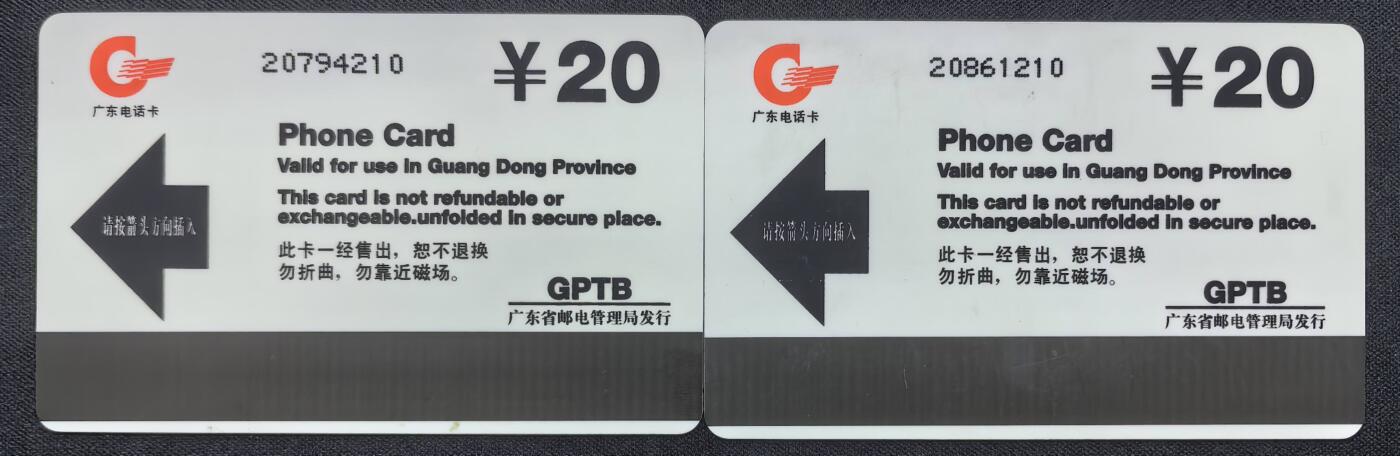 广东电话卡
20794210
¥20
Phone Card
Valid for use in Guang Dong Province
This card is not refundable or
exchangeable.unfolded in secure place.
请按箭头方向插入
此卡一经售出，恕不退换
勿折曲，勿靠近磁场。
GPTB
广东省邮电管理局发行
广东电话卡
20861210
¥20
Phone Card
Valid for use in Guang Dong Province
This card is not refundable or
exchangeable.unfolded in secure place.
请按箭头方向插入
此卡一经售出，恕不退换
勿折曲，勿靠近磁场。
GPTB
广东省邮电管理局发行